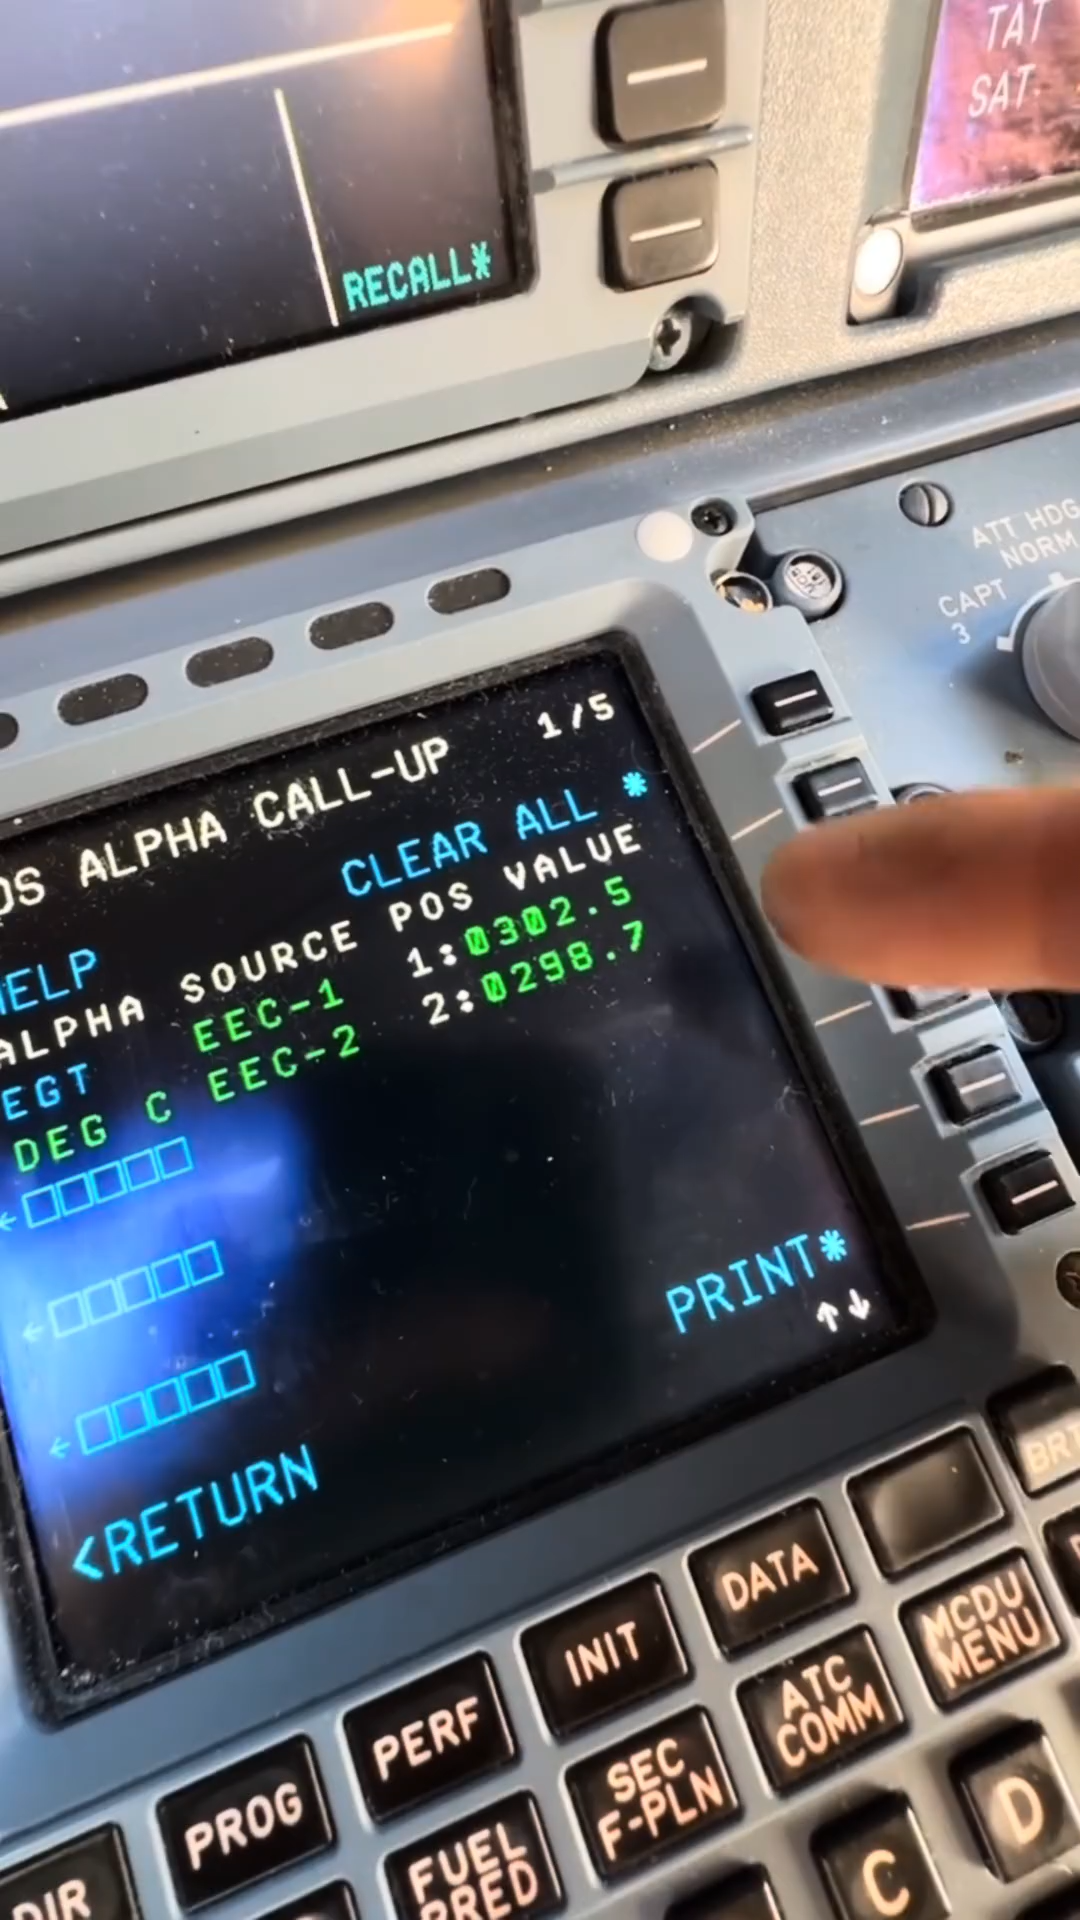 TAT
SAT
RECALL*
ATT HDG
NORM
CAPT
3
ALPHA CALL-UP 1/5
CLEAR ALL *
HELP
ALPHA SOURCE POS VALUE
EGT EEC-1 1:0302.5
DEG C EEC-2 2:0298.7
←□□□□□
←□□□□□
←□□□□□
PRINT*
↑↓
<RETURN
BRT
DIR PROG PERF INIT DATA
FUEL PRED SEC F-PLN ATC COMM MCDU MENU
C D